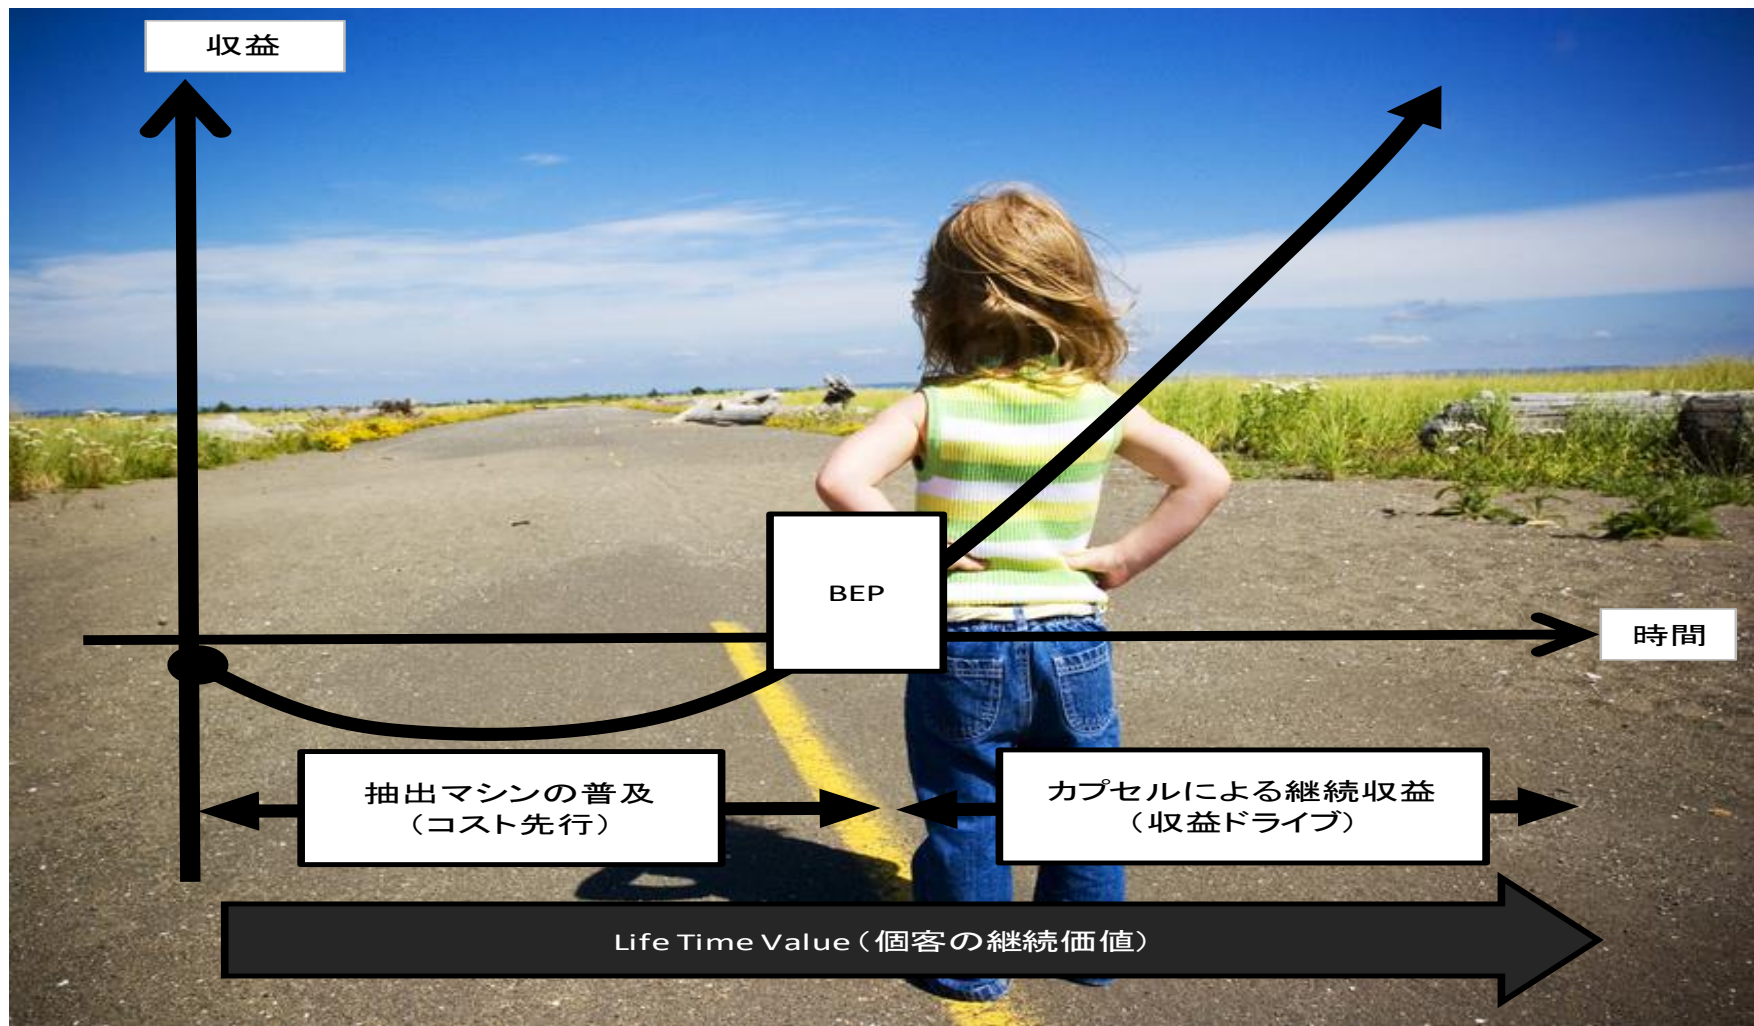 収益
BEP
時間
抽出マシンの普及
（コスト先行）
カプセルによる継続収益
（収益ドライブ）
Life Time Value（個客の継続価値）